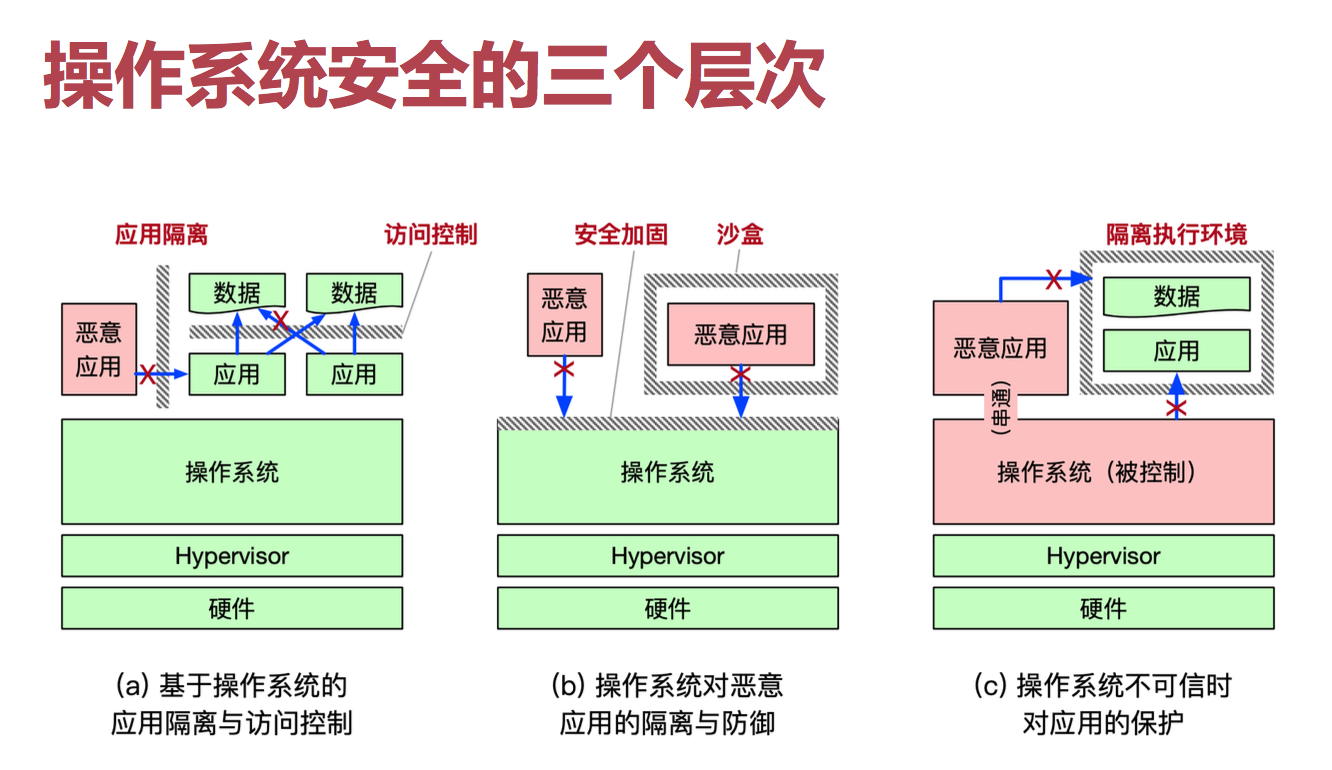 操作系统安全的三个层次
应用隔离
访问控制
恶意
应用
数据
数据
应用
应用
操作系统
Hypervisor
硬件
(a) 基于操作系统的
应用隔离与访问控制
安全加固
沙盒
恶意
应用
恶意应用
操作系统
Hypervisor
硬件
(b) 操作系统对恶意
应用的隔离与防御
隔离执行环境
数据
应用
恶意应用
(串通)
操作系统（被控制）
Hypervisor
硬件
(c) 操作系统不可信时
对应用的保护